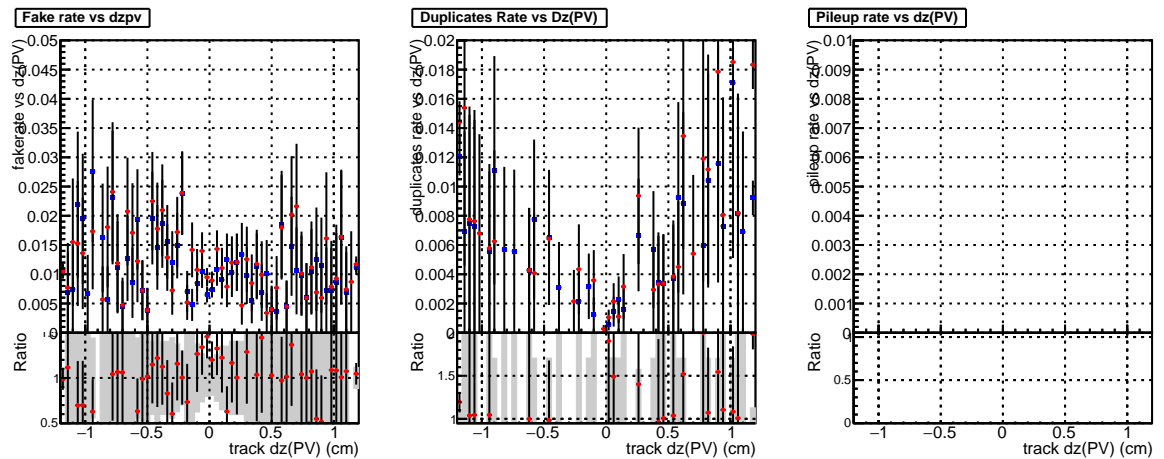 Fake rate vs dzpv
fakerate vs dz(PV)
0.05
0.045
0.04
0.035
0.03
0.025
0.02
0.015
0.01
0.005
0
Ratio
1
0.5
−1 −0.5 0 0.5 1
track dz(PV) (cm)
Duplicates Rate vs Dz(PV)
duplicates rate vs dz(PV)
0.02
0.018
0.016
0.014
0.012
0.01
0.008
0.006
0.004
0.002
0
Ratio
1.5
1
−1 −0.5 0 0.5 1
track dz(PV) (cm)
Pileup rate vs dz(PV)
pileup rate vs dz(PV)
0.01
0.009
0.008
0.007
0.006
0.005
0.004
0.003
0.002
0.001
0
Ratio
1
0.5
0
−1 −0.5 0 0.5 1
track dz(PV) (cm)